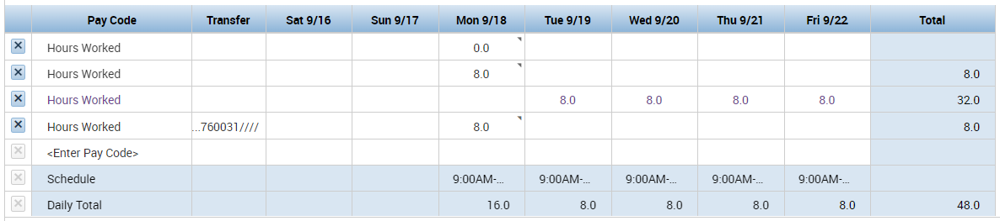 Pay Code Transfer Sat 9/16 Sun 9/17 Mon 9/18 Tue 9/19 Wed 9/20 Thu 9/21 Fri 9/22 Total
Hours Worked 0.0
Hours Worked 8.0 8.0
Hours Worked 8.0 8.0 8.0 8.0 32.0
Hours Worked ...760031//// 8.0 8.0
<Enter Pay Code>
Schedule 9:00AM-... 9:00AM-... 9:00AM-... 9:00AM-... 9:00AM-...
Daily Total 16.0 8.0 8.0 8.0 8.0 48.0